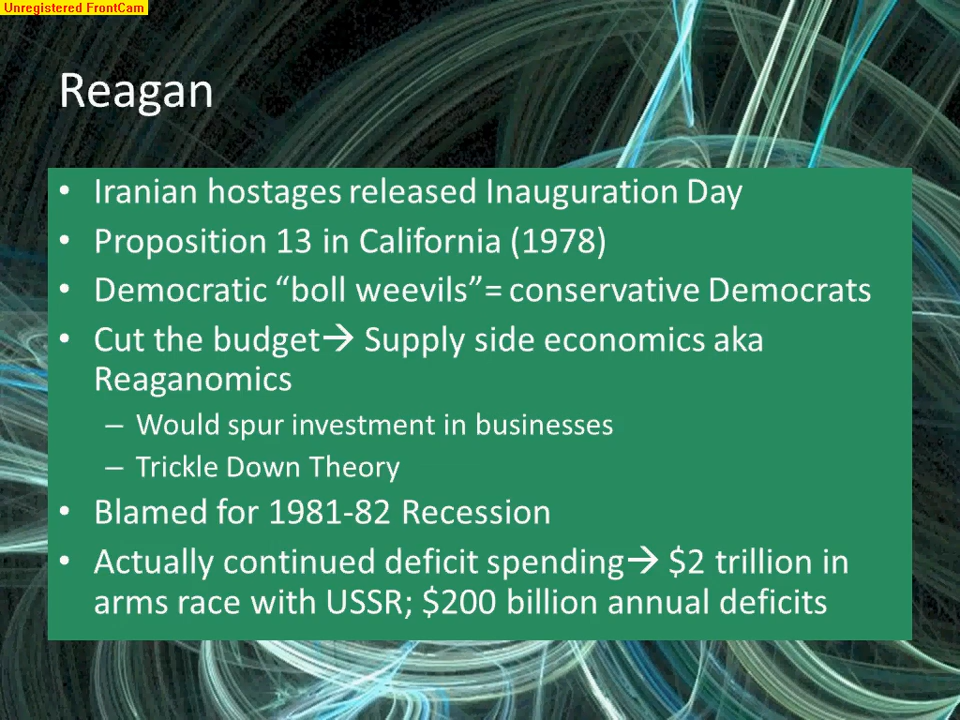 Unregistered FrontCam
Reagan
• Iranian hostages released Inauguration Day
• Proposition 13 in California (1978)
• Democratic “boll weevils”= conservative Democrats
• Cut the budget→ Supply side economics aka
Reaganomics
– Would spur investment in businesses
– Trickle Down Theory
• Blamed for 1981-82 Recession
• Actually continued deficit spending→ $2 trillion in
arms race with USSR; $200 billion annual deficits